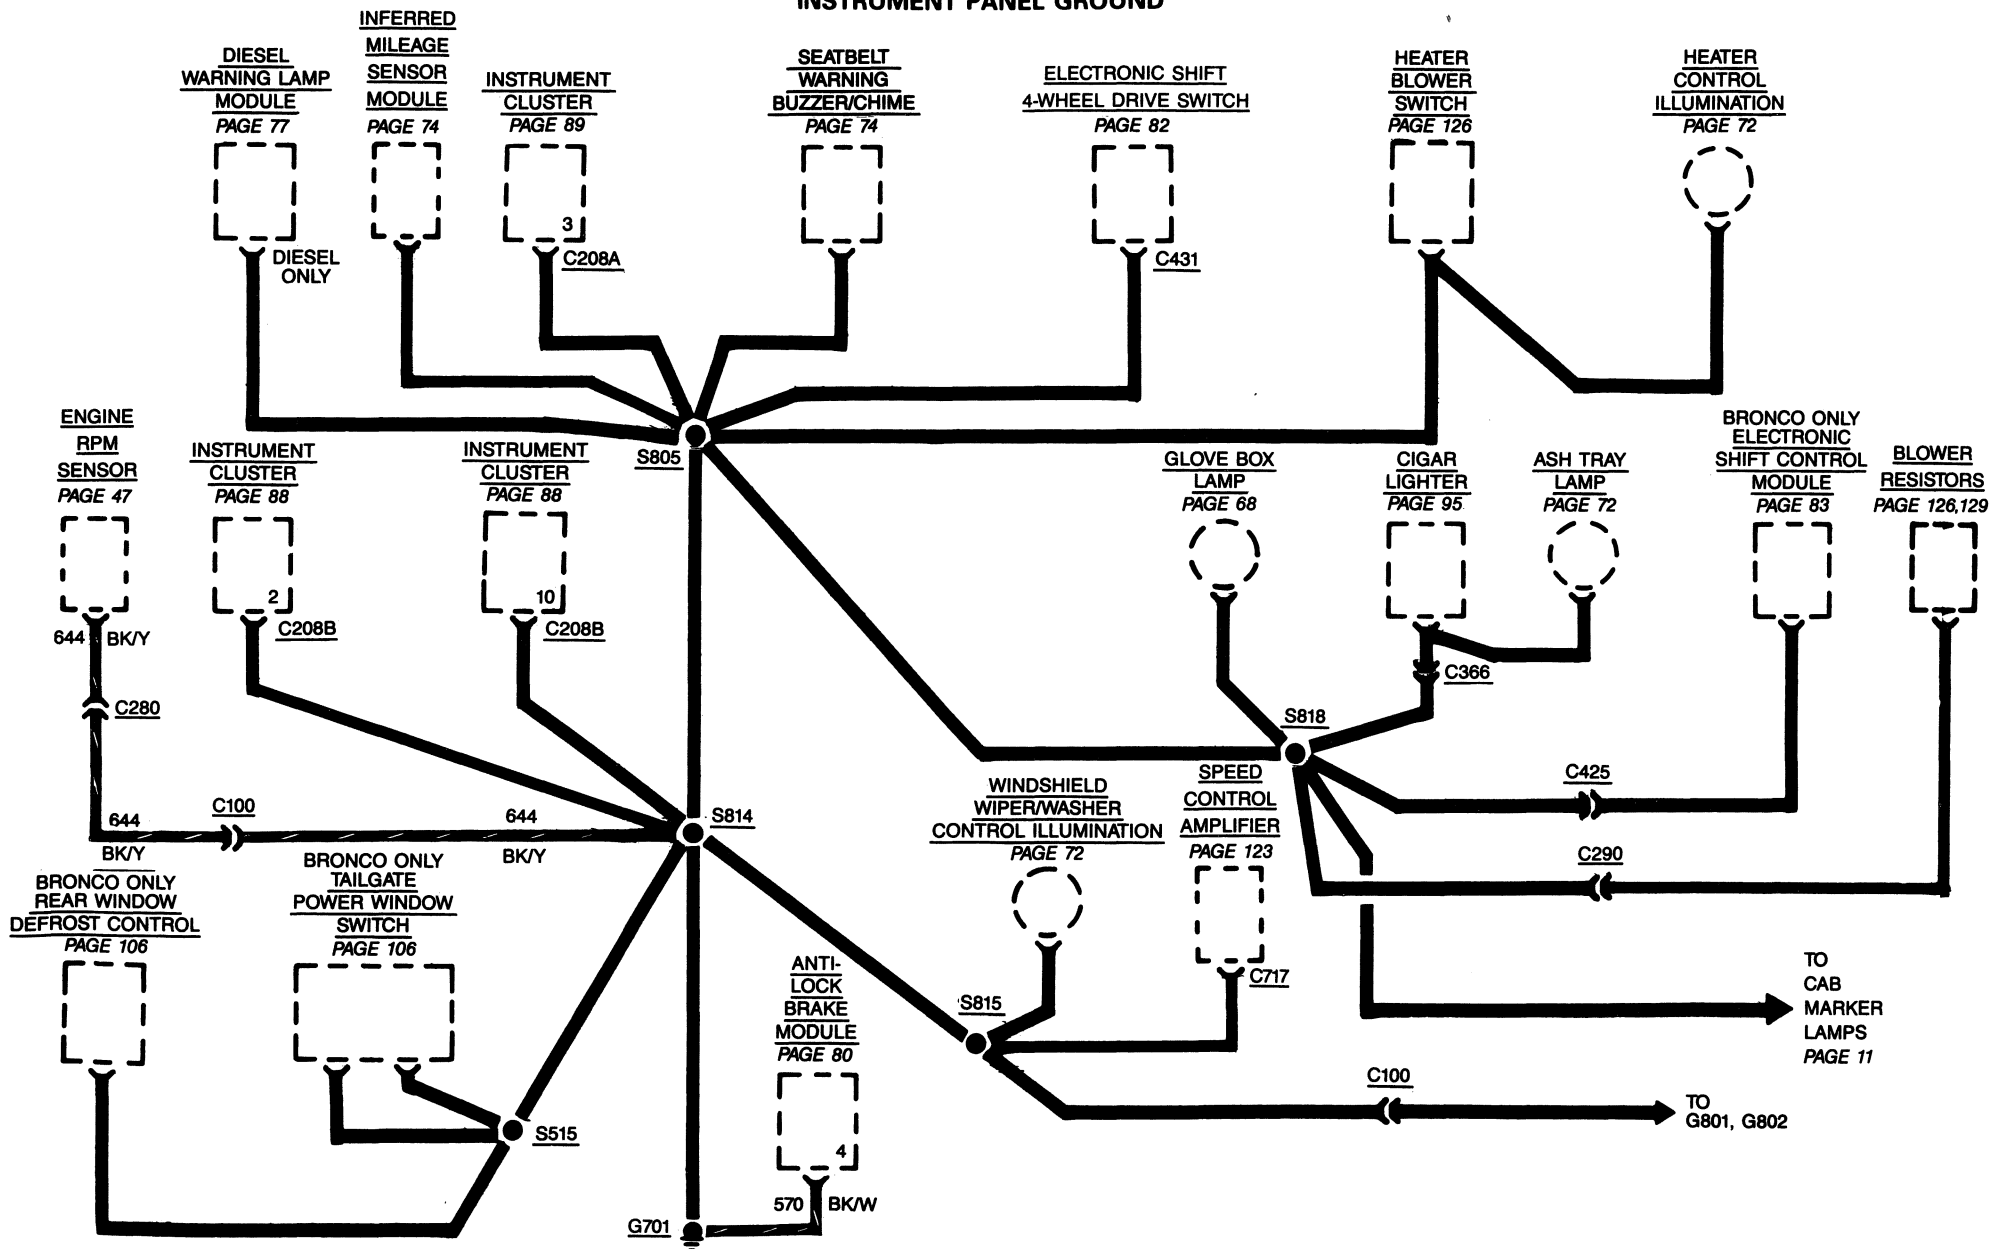 INSTRUMENT PANEL GROUND
DIESEL
WARNING LAMP
MODULE
PAGE 77
DIESEL
ONLY
INFERRED
MILEAGE
SENSOR
MODULE
PAGE 74
INSTRUMENT
CLUSTER
PAGE 89
3
C208A
SEATBELT
WARNING
BUZZER/CHIME
PAGE 74
ELECTRONIC SHIFT
4-WHEEL DRIVE SWITCH
PAGE 82
C431
HEATER
BLOWER
SWITCH
PAGE 126
HEATER
CONTROL
ILLUMINATION
PAGE 72
S805
ENGINE
RPM
SENSOR
PAGE 47
644 BK/Y
C280
644
BK/Y
C100
644
BK/Y
INSTRUMENT
CLUSTER
PAGE 88
2
C208B
INSTRUMENT
CLUSTER
PAGE 88
10
C208B
S814
GLOVE BOX
LAMP
PAGE 68
CIGAR
LIGHTER
PAGE 95
C366
ASH TRAY
LAMP
PAGE 72
BRONCO ONLY
ELECTRONIC
SHIFT CONTROL
MODULE
PAGE 83
BLOWER
RESISTORS
PAGE 126,129
S818
C425
C290
BRONCO ONLY
REAR WINDOW
DEFROST CONTROL
PAGE 106
BRONCO ONLY
TAILGATE
POWER WINDOW
SWITCH
PAGE 106
S515
ANTI-
LOCK
BRAKE
MODULE
PAGE 80
4
570 BK/W
G701
WINDSHIELD
WIPER/WASHER
CONTROL ILLUMINATION
PAGE 72
SPEED
CONTROL
AMPLIFIER
PAGE 123
C717
S815
C100
TO
CAB
MARKER
LAMPS
PAGE 11
TO
G801, G802